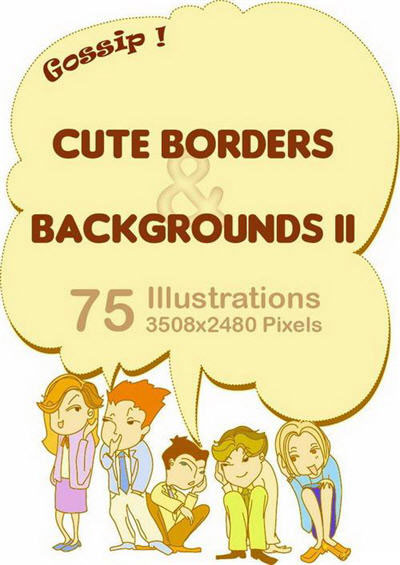 Gossip !
CUTE BORDERS
&
BACKGROUNDS II
75 Illustrations
3508x2480 Pixels